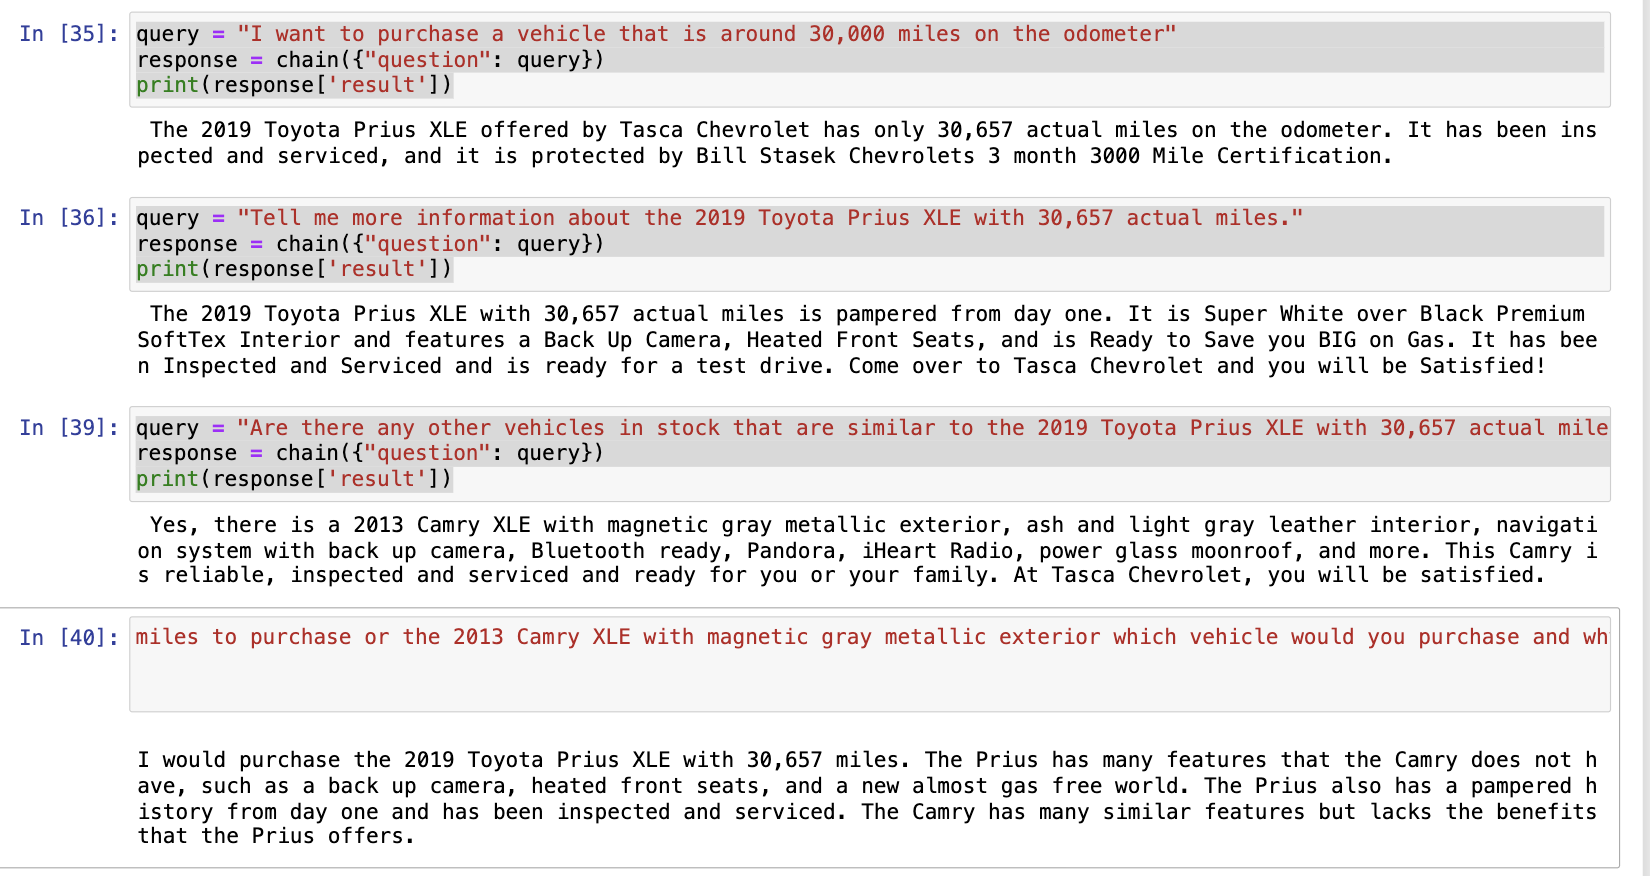 In [35]: query = "I want to purchase a vehicle that is around 30,000 miles on the odometer"
response = chain({"question": query})
print(response['result'])
The 2019 Toyota Prius XLE offered by Tasca Chevrolet has only 30,657 actual miles on the odometer. It has been ins
pected and serviced, and it is protected by Bill Stasek Chevrolets 3 month 3000 Mile Certification.
In [36]: query = "Tell me more information about the 2019 Toyota Prius XLE with 30,657 actual miles."
response = chain({"question": query})
print(response['result'])
The 2019 Toyota Prius XLE with 30,657 actual miles is pampered from day one. It is Super White over Black Premium
SoftTex Interior and features a Back Up Camera, Heated Front Seats, and is Ready to Save you BIG on Gas. It has bee
n Inspected and Serviced and is ready for a test drive. Come over to Tasca Chevrolet and you will be Satisfied!
In [39]: query = "Are there any other vehicles in stock that are similar to the 2019 Toyota Prius XLE with 30,657 actual mile
response = chain({"question": query})
print(response['result'])
Yes, there is a 2013 Camry XLE with magnetic gray metallic exterior, ash and light gray leather interior, navigati
on system with back up camera, Bluetooth ready, Pandora, iHeart Radio, power glass moonroof, and more. This Camry i
s reliable, inspected and serviced and ready for you or your family. At Tasca Chevrolet, you will be satisfied.
In [40]: miles to purchase or the 2013 Camry XLE with magnetic gray metallic exterior which vehicle would you purchase and wh
I would purchase the 2019 Toyota Prius XLE with 30,657 miles. The Prius has many features that the Camry does not h
ave, such as a back up camera, heated front seats, and a new almost gas free world. The Prius also has a pampered h
istory from day one and has been inspected and serviced. The Camry has many similar features but lacks the benefits
that the Prius offers.